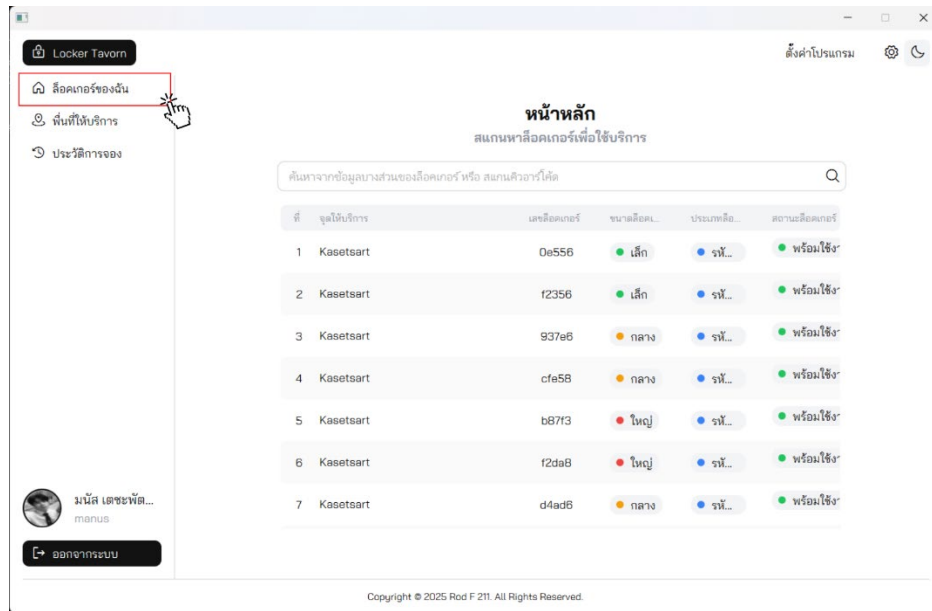 Locker Tavorn
ตั้งค่าโปรแกรม
ล็อคเกอร์ของฉัน
พื้นที่ให้บริการ
ประวัติการจอง
หน้าหลัก
สแกนหาล็อคเกอร์เพื่อใช้บริการ
ค้นหาจากข้อมูลบางส่วนของล็อคเกอร์ หรือ สแกนคิวอาร์โค้ด
ที่ จุดให้บริการ เลขล็อคเกอร์ ขนาดล็อคเ... ประเภทล็อ... สถานะล็อคเกอร์
1 Kasetsart 0e556 เล็ก รหั... พร้อมใช้ง
2 Kasetsart f2356 เล็ก รหั... พร้อมใช้ง
3 Kasetsart 937e6 กลาง รหั... พร้อมใช้ง
4 Kasetsart cfe58 กลาง รหั... พร้อมใช้ง
5 Kasetsart b87f3 ใหญ่ รหั... พร้อมใช้ง
6 Kasetsart f2da8 ใหญ่ รหั... พร้อมใช้ง
7 Kasetsart d4ad6 กลาง รหั... พร้อมใช้ง
มนัส เตชะพัต...
manus
ออกจากระบบ
Copyright © 2025 Rod F 211. All Rights Reserved.